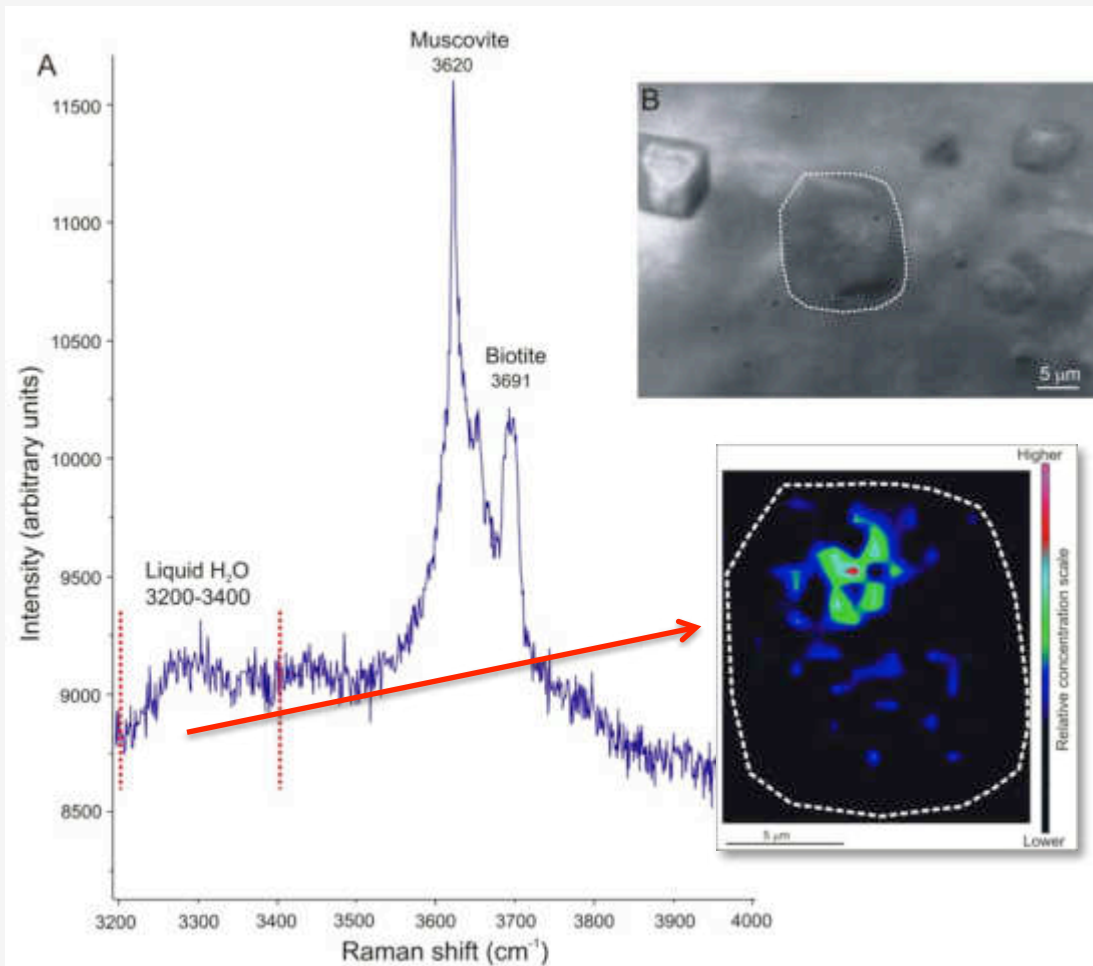 A
Muscovite
3620
Biotite
3691
Liquid H₂O
3200-3400
Intensity (arbitrary units)
11500
11000
10500
10000
9500
9000
8500
3200 3300 3400 3500 3600 3700 3800 3900 4000
Raman shift (cm⁻¹)
B
5 µm
Higher
Relative concentration scale
Lower
5 µm